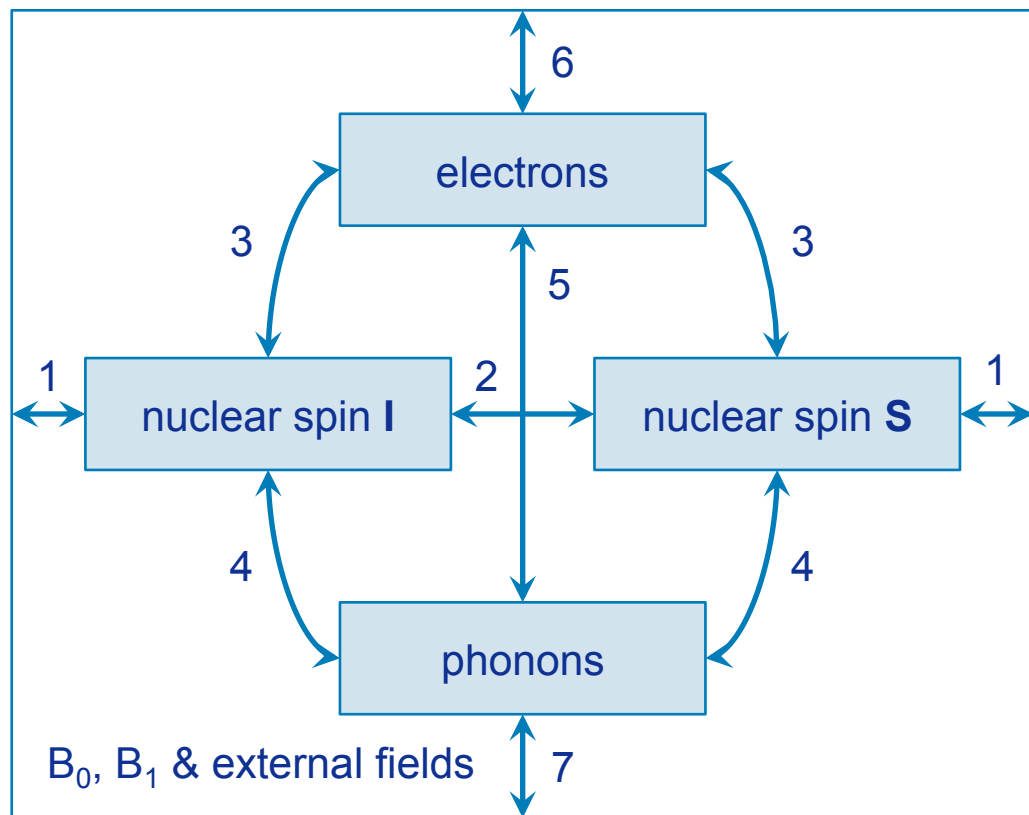 6
electrons
3
3
5
1
2
1
nuclear spin I
nuclear spin S
4
4
phonons
B₀, B₁ & external fields
7